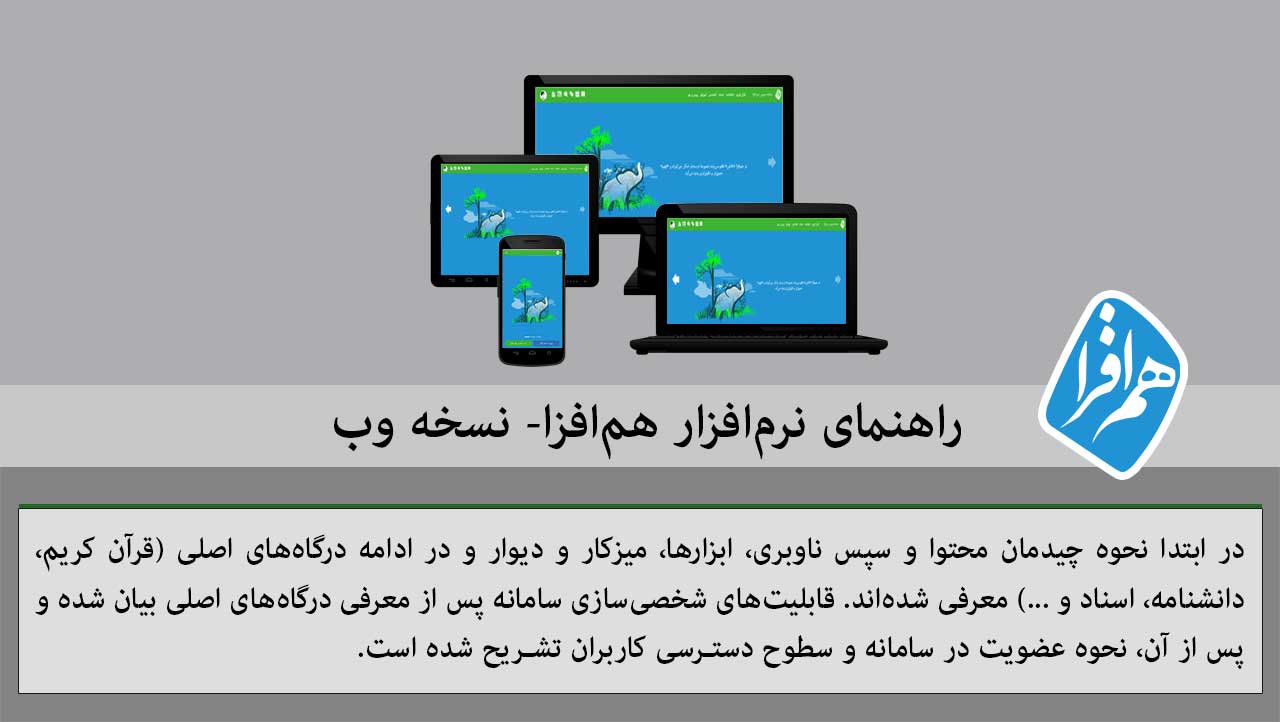 هم‌افزا
راهنمای نرم‌افزار هم‌افزا- نسخه وب
در ابتدا نحوه چیدمان محتوا و سپس ناوبری، ابزارها، میزکار و دیوار و در ادامه درگاه‌های اصلی (قرآن کریم،
دانشنامه، اسناد و ...) معرفی شده‌اند. قابلیت‌های شخصی‌سازی سامانه پس از معرفی درگاه‌های اصلی بیان شده و
پس از آن، نحوه عضویت در سامانه و سطوح دسترسی کاربران تشریح شده است.